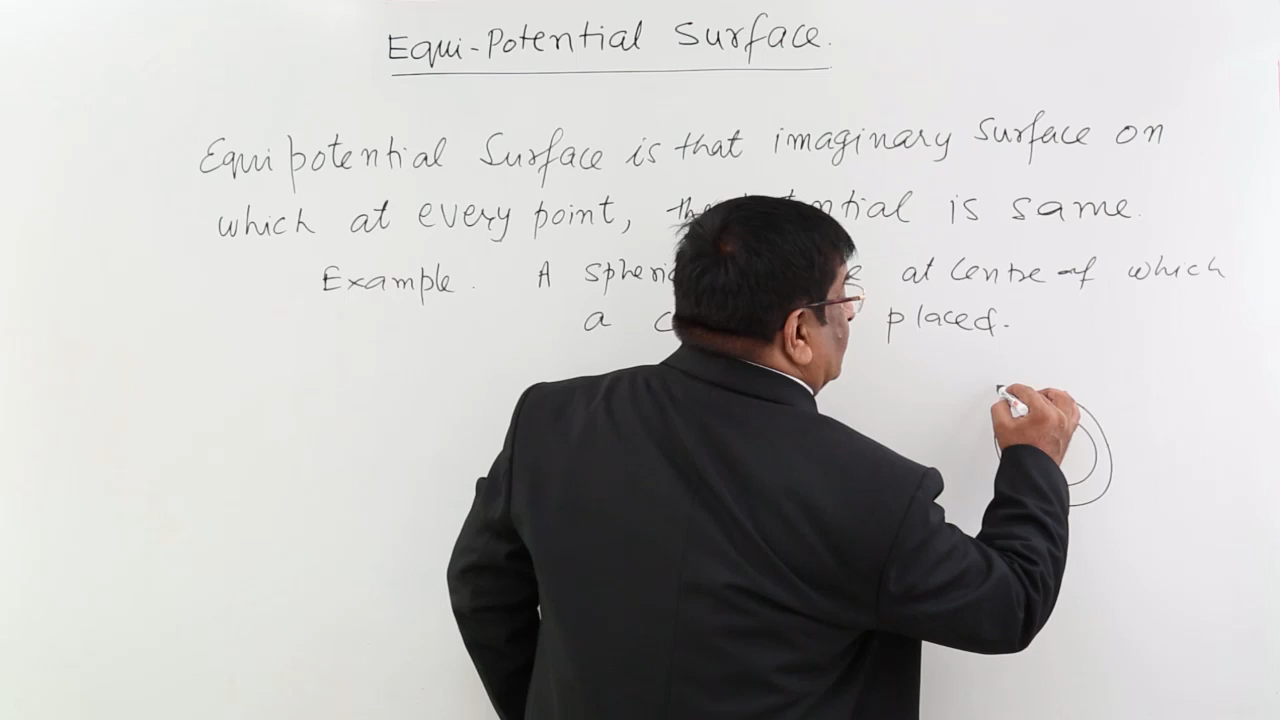 Equi-Potential Surface.
Equipotential Surface is that imaginary surface on
which at every point, the potential is same.
Example. A at centre of which
a placed.